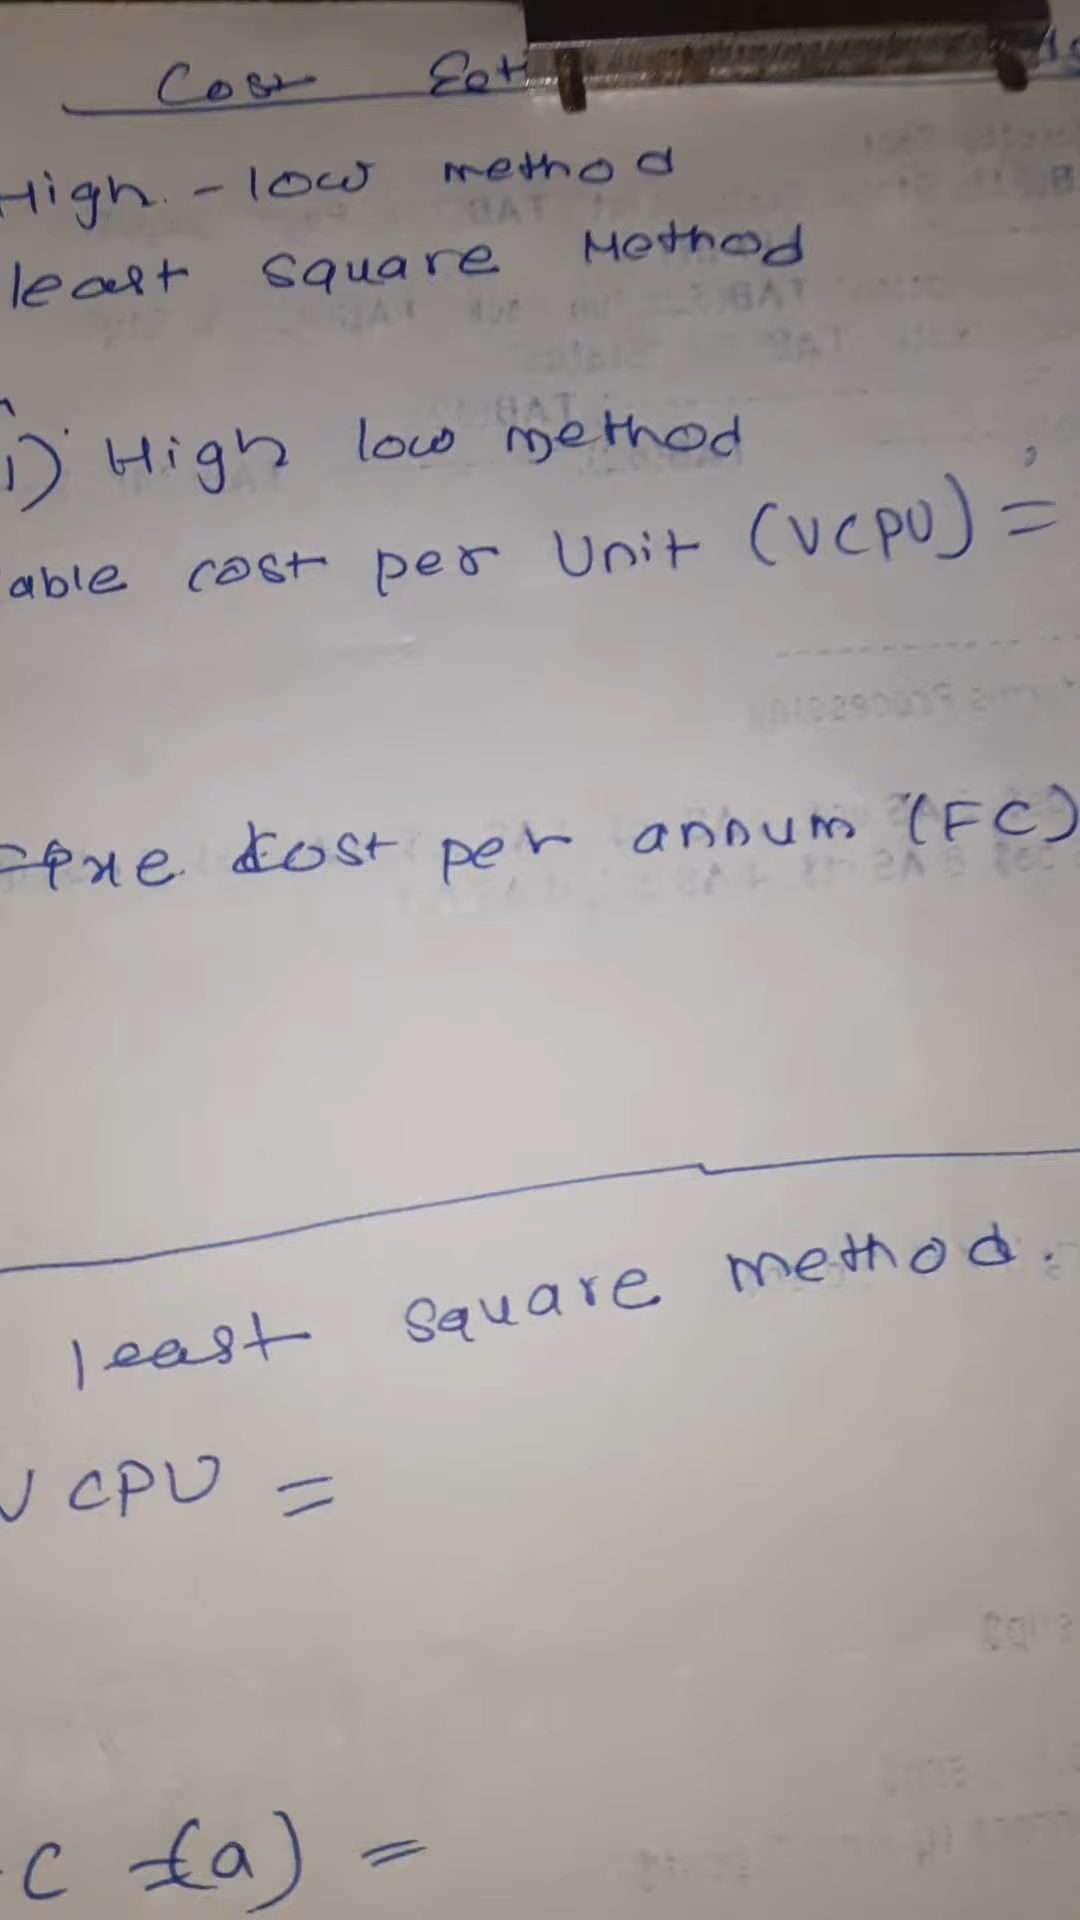 Cost Est
High - low method
least square Method
i) High low method
able cost per Unit (VCPU) =
Fixe cost per annum (FC)
least square method.
VCPU =
C (a) =